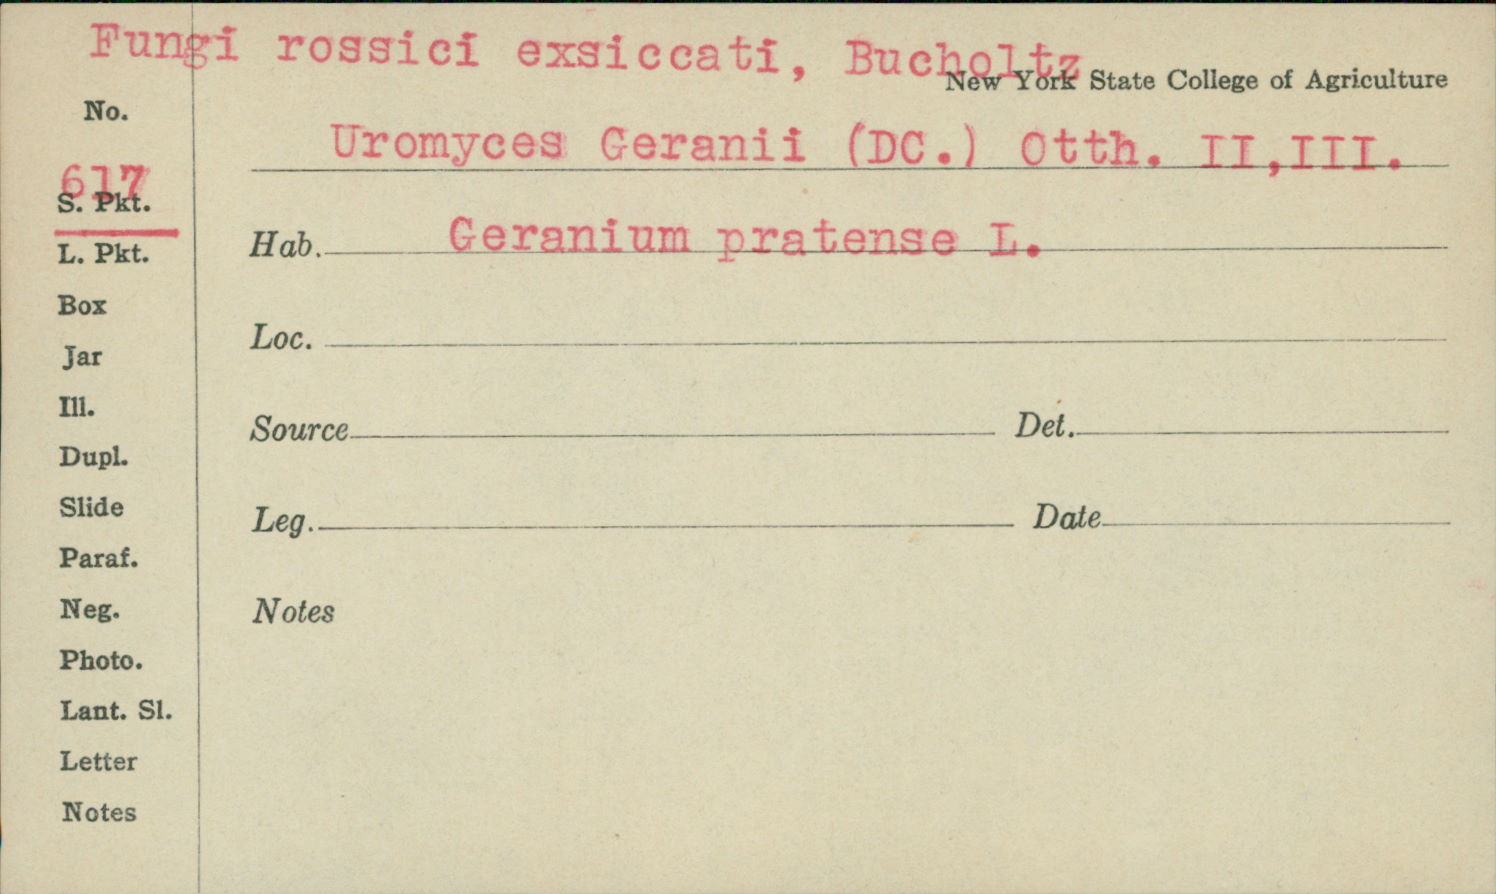 Fungi rossici exsiccati, Bucholtz
New York State College of Agriculture
No.
Uromyces Geranii (DC.) Otth. II,III.
617
S. Pkt.
Hab. Geranium pratense L.
L. Pkt.
Box
Loc.
Jar
Ill.
Source Det.
Dupl.
Slide
Leg. Date
Paraf.
Neg.
Notes
Photo.
Lant. Sl.
Letter
Notes